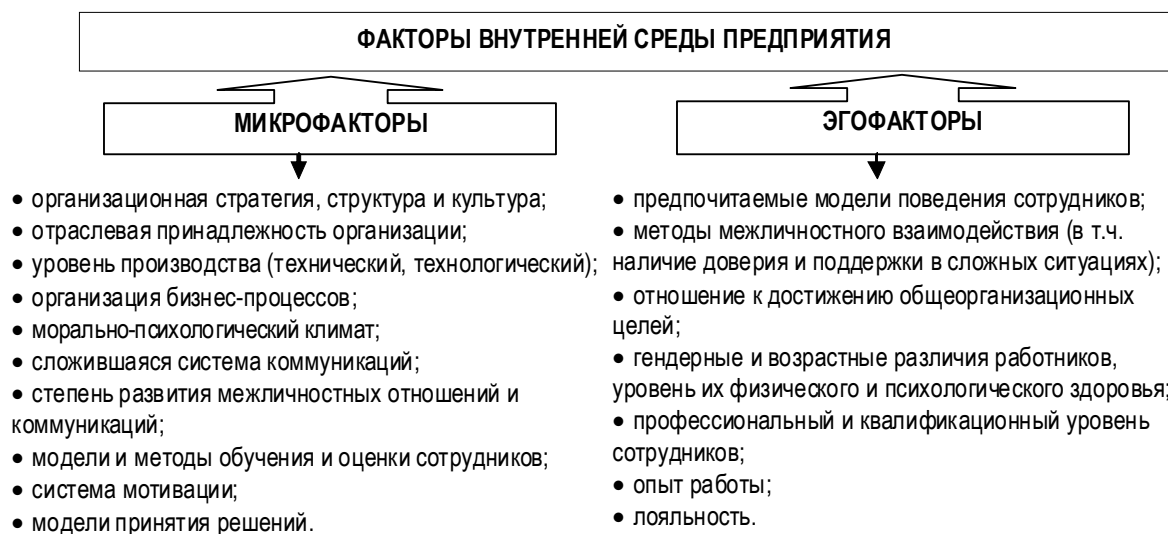 ФАКТОРЫ ВНУТРЕННЕЙ СРЕДЫ ПРЕДПРИЯТИЯ
МИКРОФАКТОРЫ
• организационная стратегия, структура и культура;
• отраслевая принадлежность организации;
• уровень производства (технический, технологический);
• организация бизнес-процессов;
• морально-психологический климат;
• сложившаяся система коммуникаций;
• степень развития межличностных отношений и
коммуникаций;
• модели и методы обучения и оценки сотрудников;
• система мотивации;
• модели принятия решений.
ЭГОФАКТОРЫ
• предпочитаемые модели поведения сотрудников;
• методы межличностного взаимодействия (в т.ч.
наличие доверия и поддержки в сложных ситуациях);
• отношение к достижению общеорганизационных
целей;
• гендерные и возрастные различия работников,
уровень их физического и психологического здоровья;
• профессиональный и квалификационный уровень
сотрудников;
• опыт работы;
• лояльность.